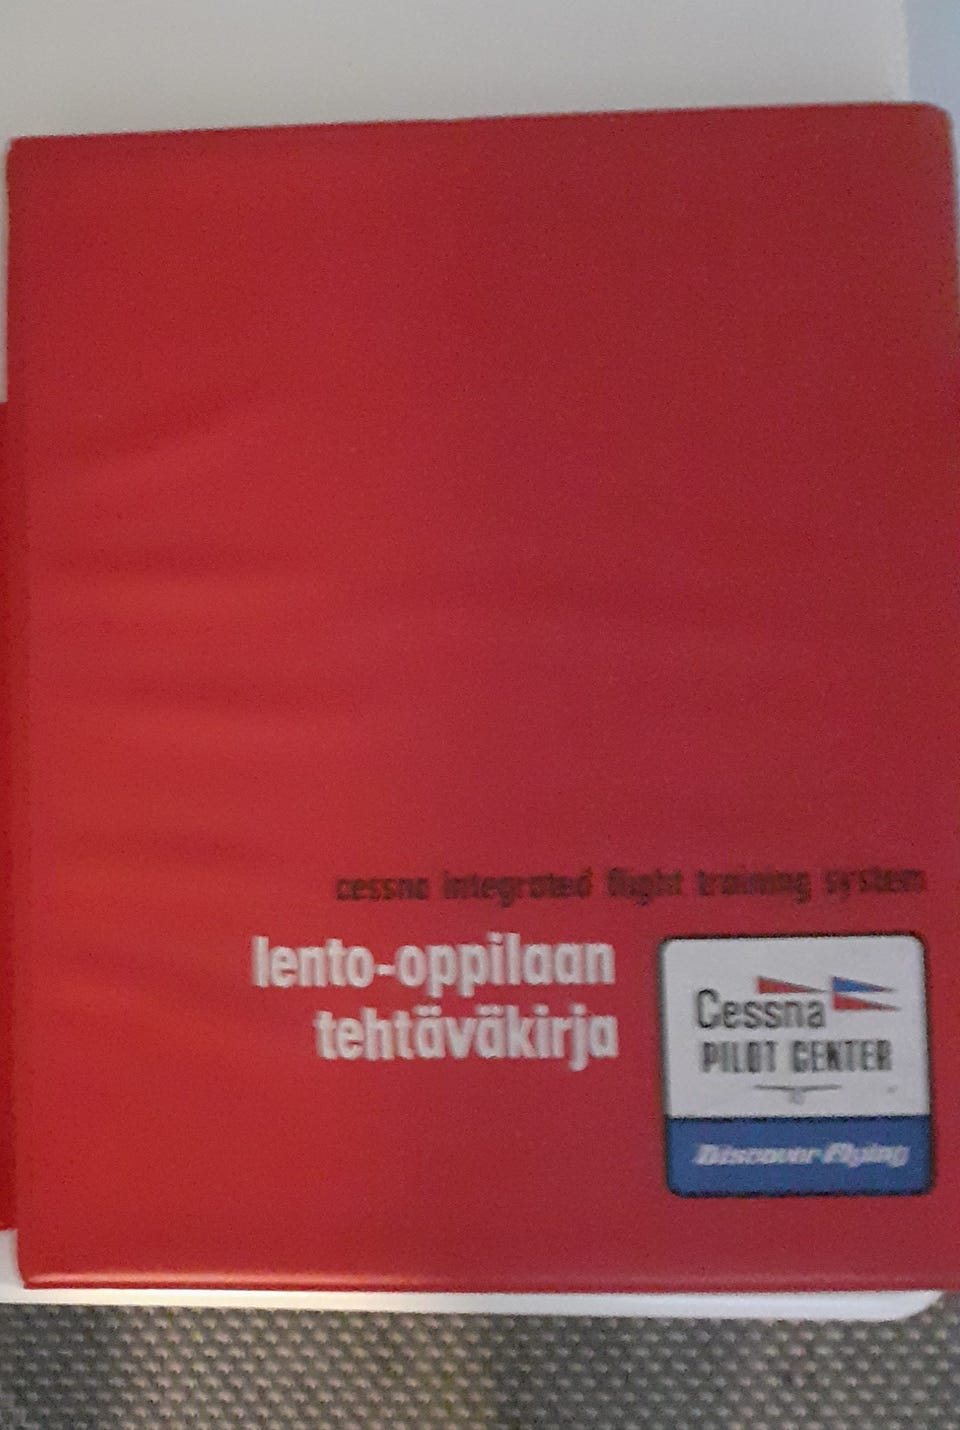 cessna integrated flight training system
lento-oppilaan
tehtäväkirja
Cessna
PILOT CENTER
Discover Flying